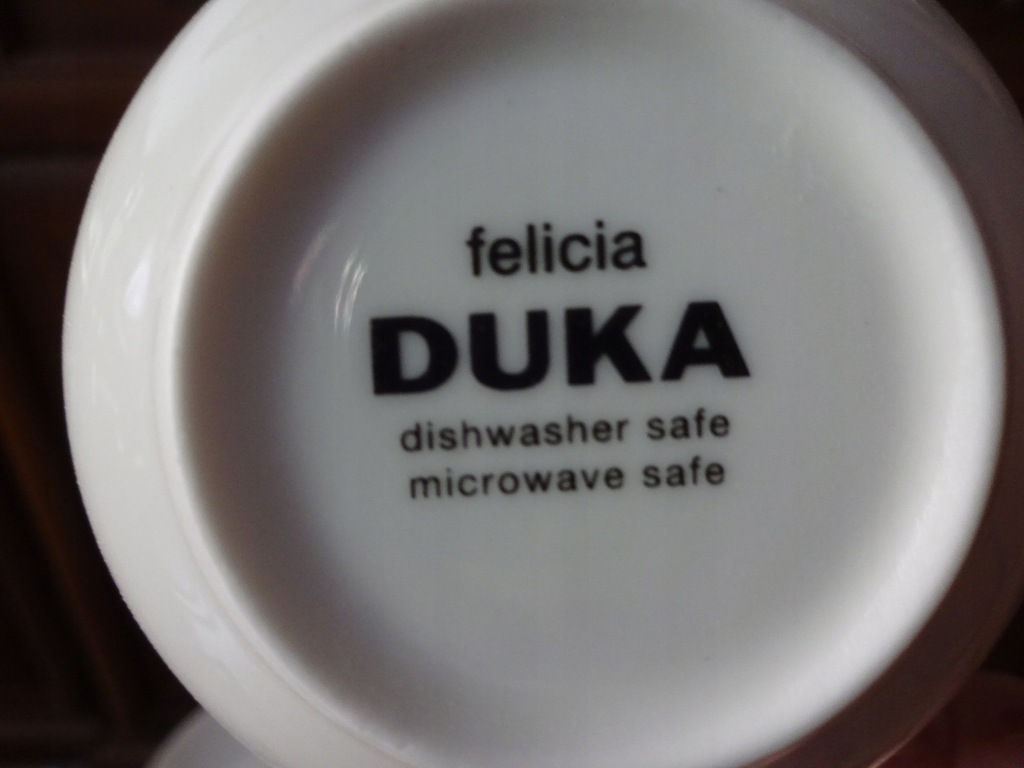 felicia
DUKA
dishwasher safe
microwave safe